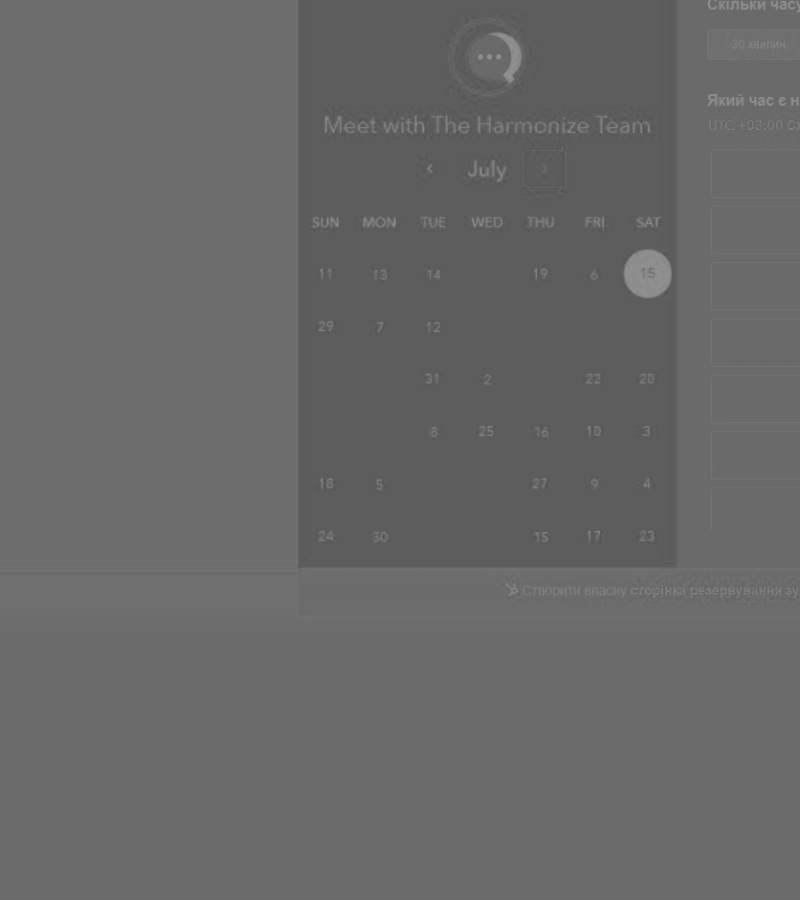 Meet with The Harmonize Team
‹ July ›
SUN MON TUE WED THU FRI SAT
11 13 14 19 6 15
29 7 12
31 2 22 20
8 25 16 10 3
18 5 27 9 4
24 30 15 17 23
Скільки часу
30 хвилин
Який час є н
UTC +03:00 Сх
Створити власну сторінка резервування зу